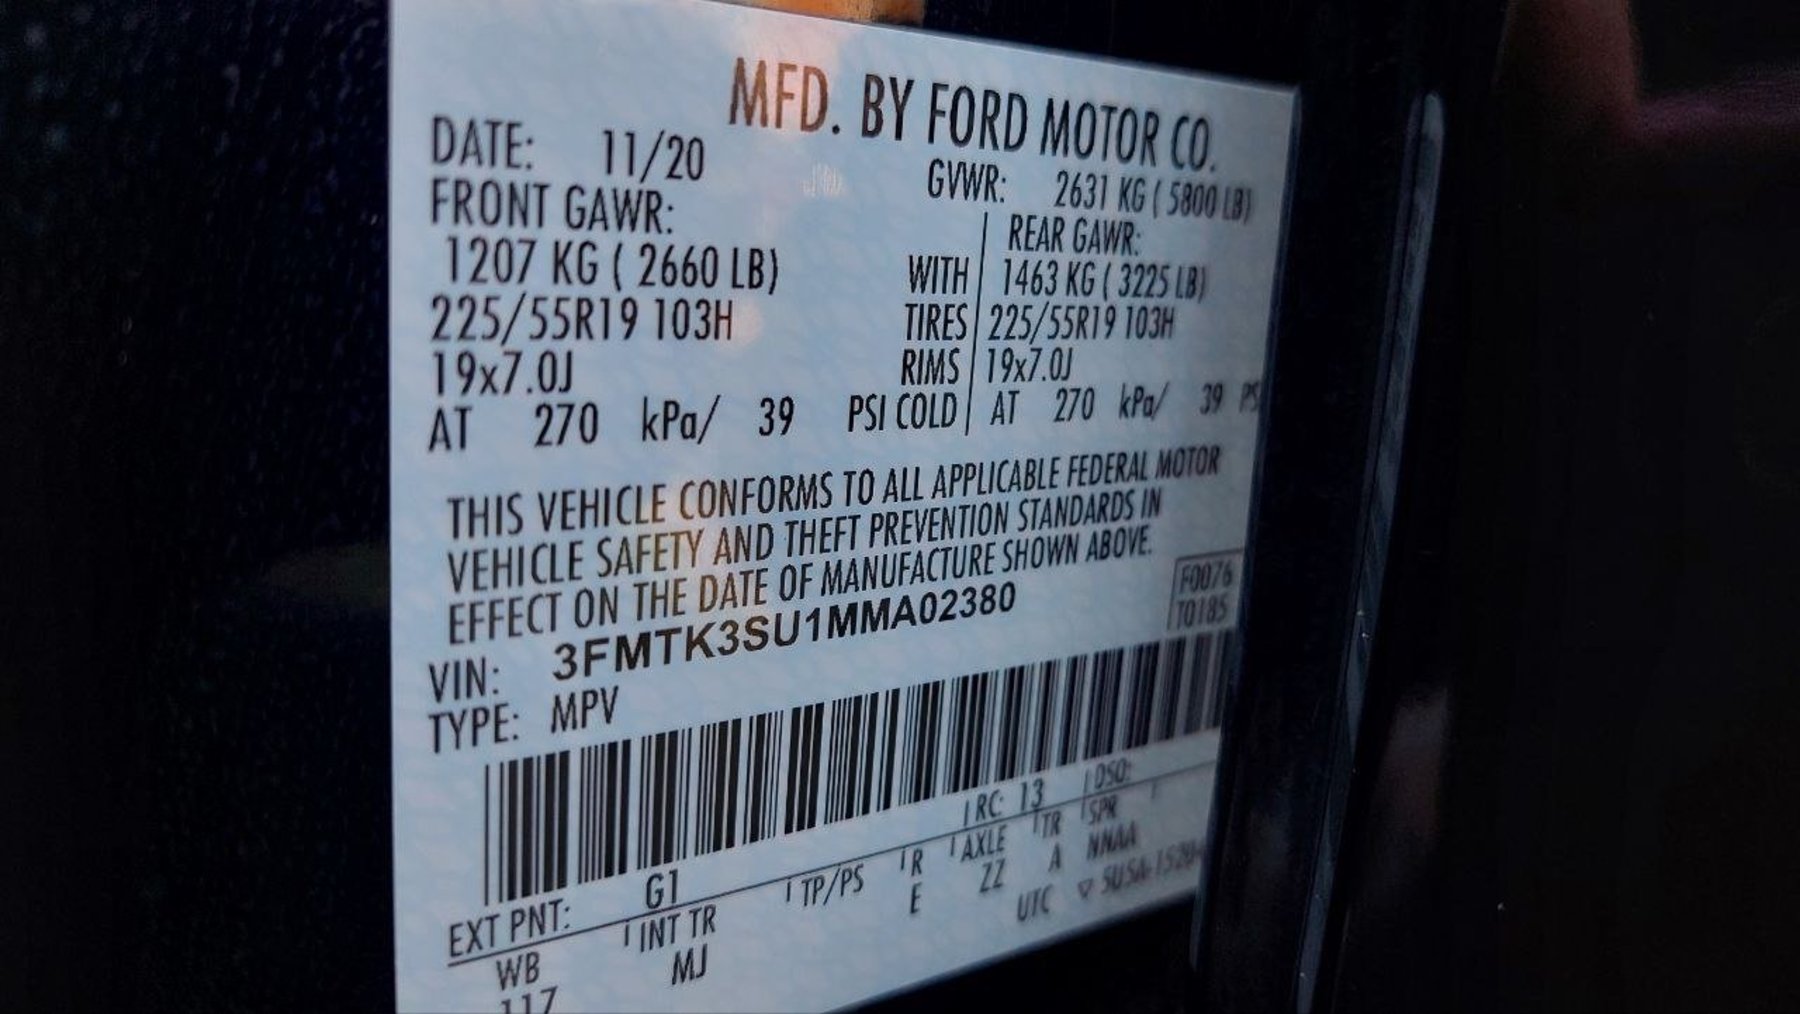 MFD. BY FORD MOTOR CO.
DATE: 11/20
GVWR: 2631 KG ( 5800 LB)
FRONT GAWR:
REAR GAWR:
1207 KG ( 2660 LB) WITH 1463 KG ( 3225 LB)
225/55R19 103H TIRES 225/55R19 103H
19x7.0J RIMS 19x7.0J
AT 270 kPa/ 39 PSI COLD AT 270 kPa/ 39 PS
THIS VEHICLE CONFORMS TO ALL APPLICABLE FEDERAL MOTOR
VEHICLE SAFETY AND THEFT PREVENTION STANDARDS IN
EFFECT ON THE DATE OF MANUFACTURE SHOWN ABOVE.
VIN: 3FMTK3SU1MMA02380
F0076
T0185
TYPE: MPV
EXT PNT: G1 RC: 13 DSO:
WB INT TR TP/PS R AXLE TR SPR
117 MJ E ZZ A NNAA
UTC